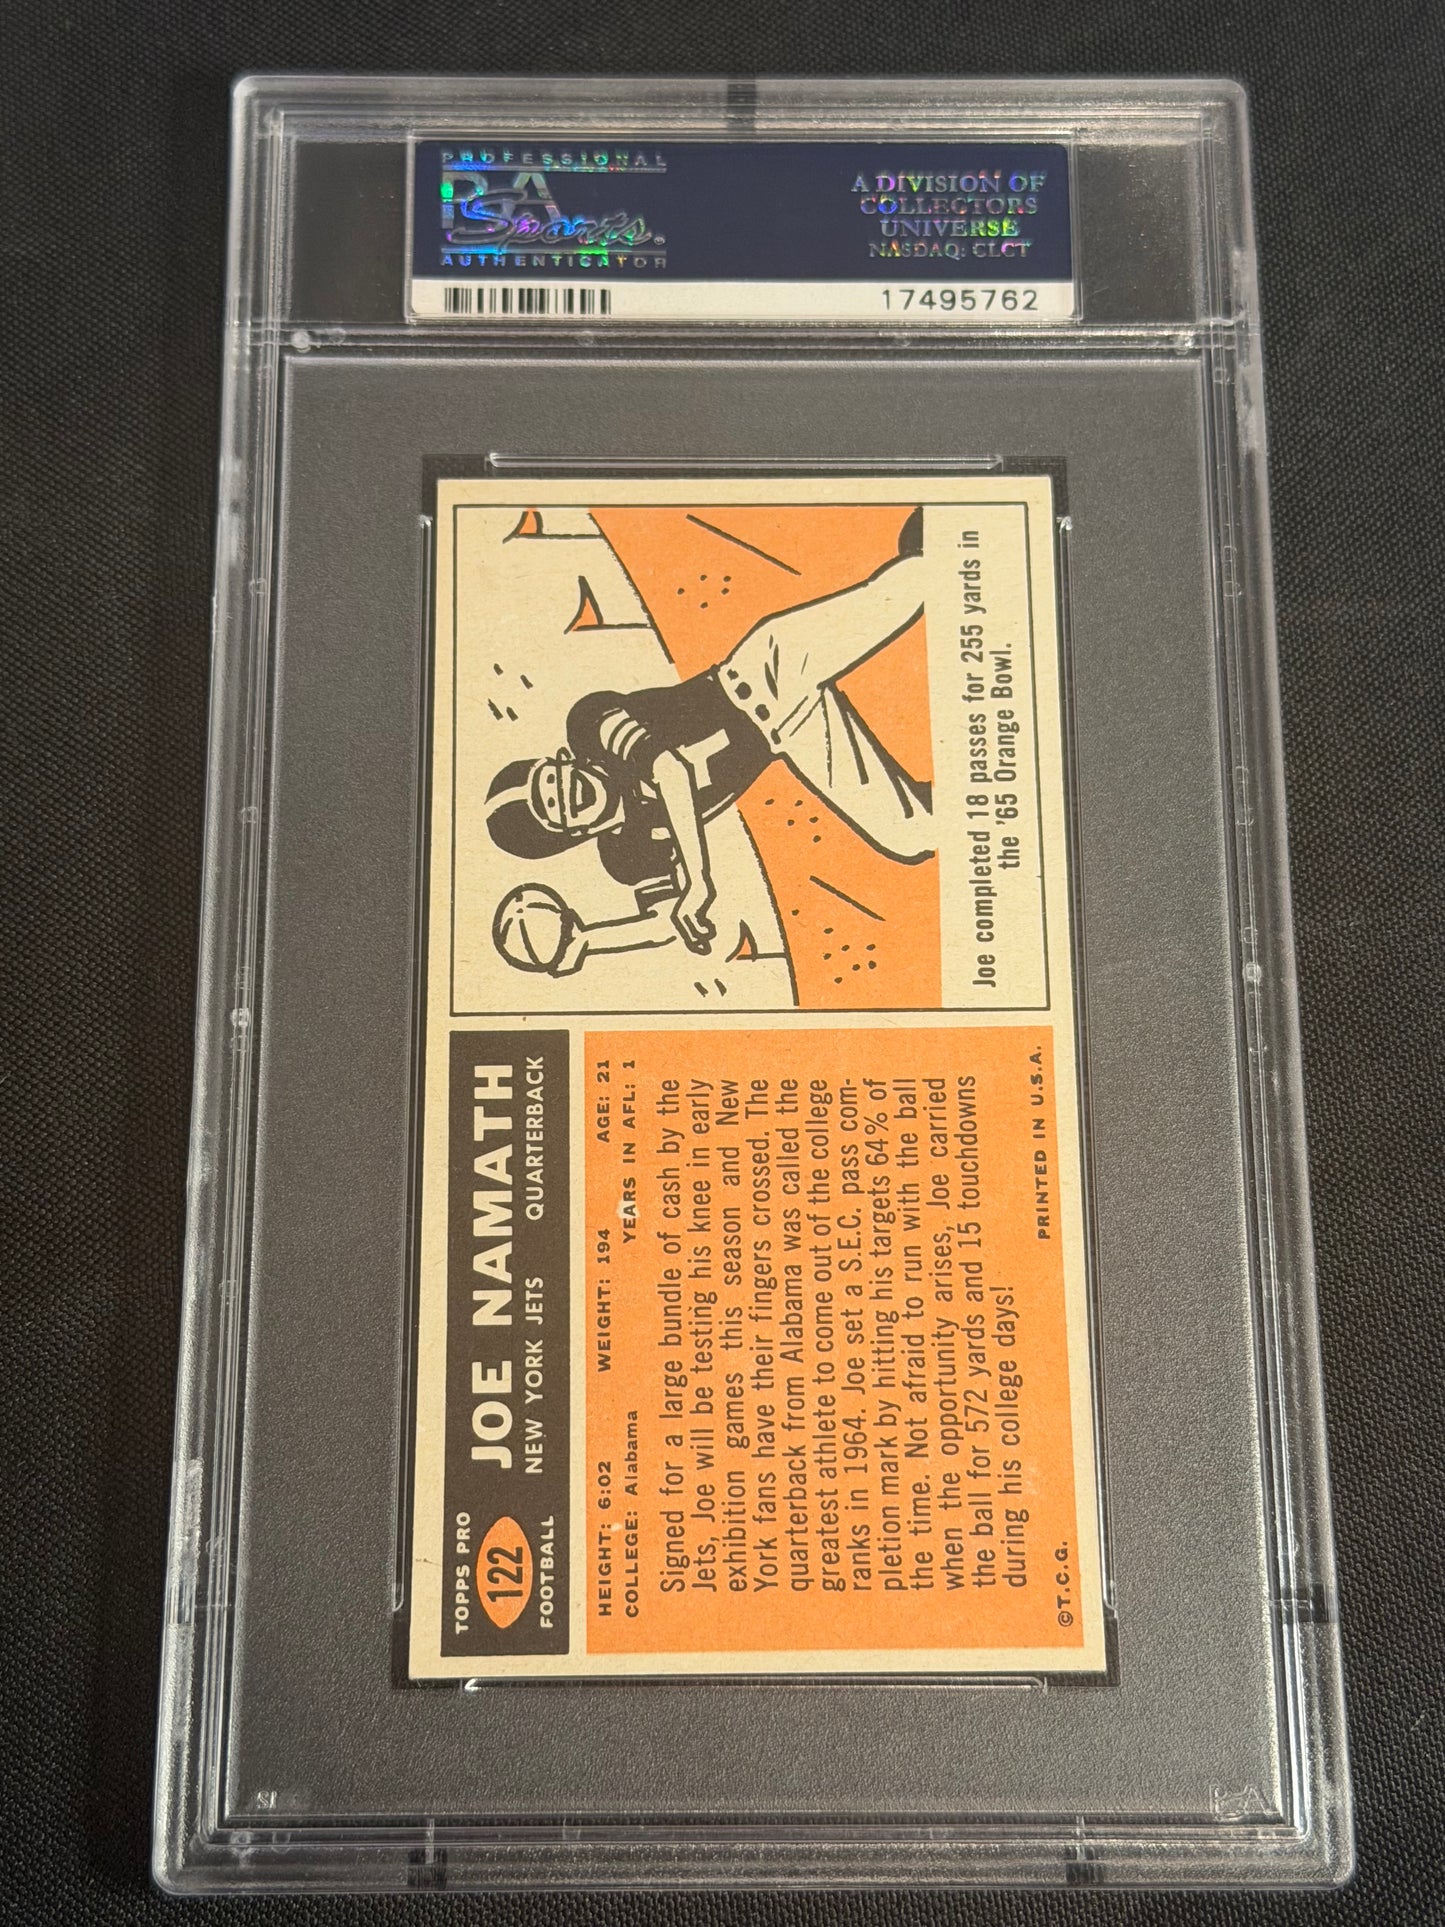 PROFESSIONAL
PSA
Sports®
AUTHENTICATOR
A DIVISION OF
COLLECTORS
UNIVERSE
NASDAQ: CLCT
17495762
TOPPS PRO
122
FOOTBALL
JOE NAMATH
NEW YORK JETS QUARTERBACK
HEIGHT: 6:02 WEIGHT: 194 AGE: 21
COLLEGE: Alabama YEARS IN AFL: 1
Signed for a large bundle of cash by the
Jets, Joe will be testing his knee in early
exhibition games this season and New
York fans have their fingers crossed. The
quarterback from Alabama was called the
greatest athlete to come out of the college
ranks in 1964. Joe set a S.E.C. pass com-
pletion mark by hitting his targets 64% of
the time. Not afraid to run with the ball
when the opportunity arises, Joe carried
the ball for 572 yards and 15 touchdowns
during his college days!
©T.C.G. PRINTED IN U.S.A.
Joe completed 18 passes for 255 yards in
the '65 Orange Bowl.
PSA